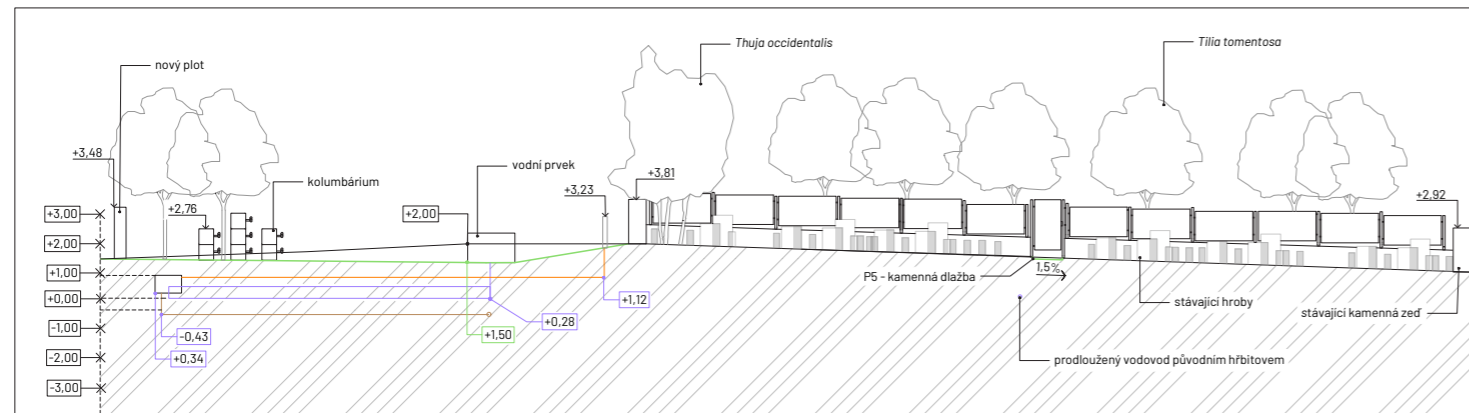 Thuja occidentalis
Tilia tomentosa
nový plot
+3,48
vodní prvek
kolumbárium
+3,81
+3,23
+2,92
+2,76
+2,00
+3,00
+2,00
+1,00
+0,00
-1,00
-2,00
-3,00
P5 - kamenná dlažba
1,5%
+1,12
stávající hroby
stávající kamenná zeď
+0,28
-0,43
+1,50
+0,34
prodloužený vodovod původním hřbitovem